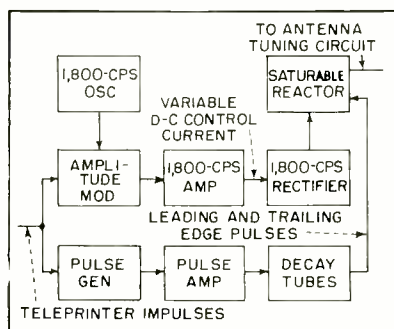 TO ANTENNA
TUNING CIRCUIT
1,800-CPS
OSC
SATURABLE
REACTOR
VARIABLE
D-C CONTROL
CURRENT
AMPLI-
TUDE
MOD
1,800-CPS
AMP
1,800-CPS
RECTIFIER
LEADING AND TRAILING
EDGE PULSES
PULSE
GEN
PULSE
AMP
DECAY
TUBES
TELEPRINTER IMPULSES